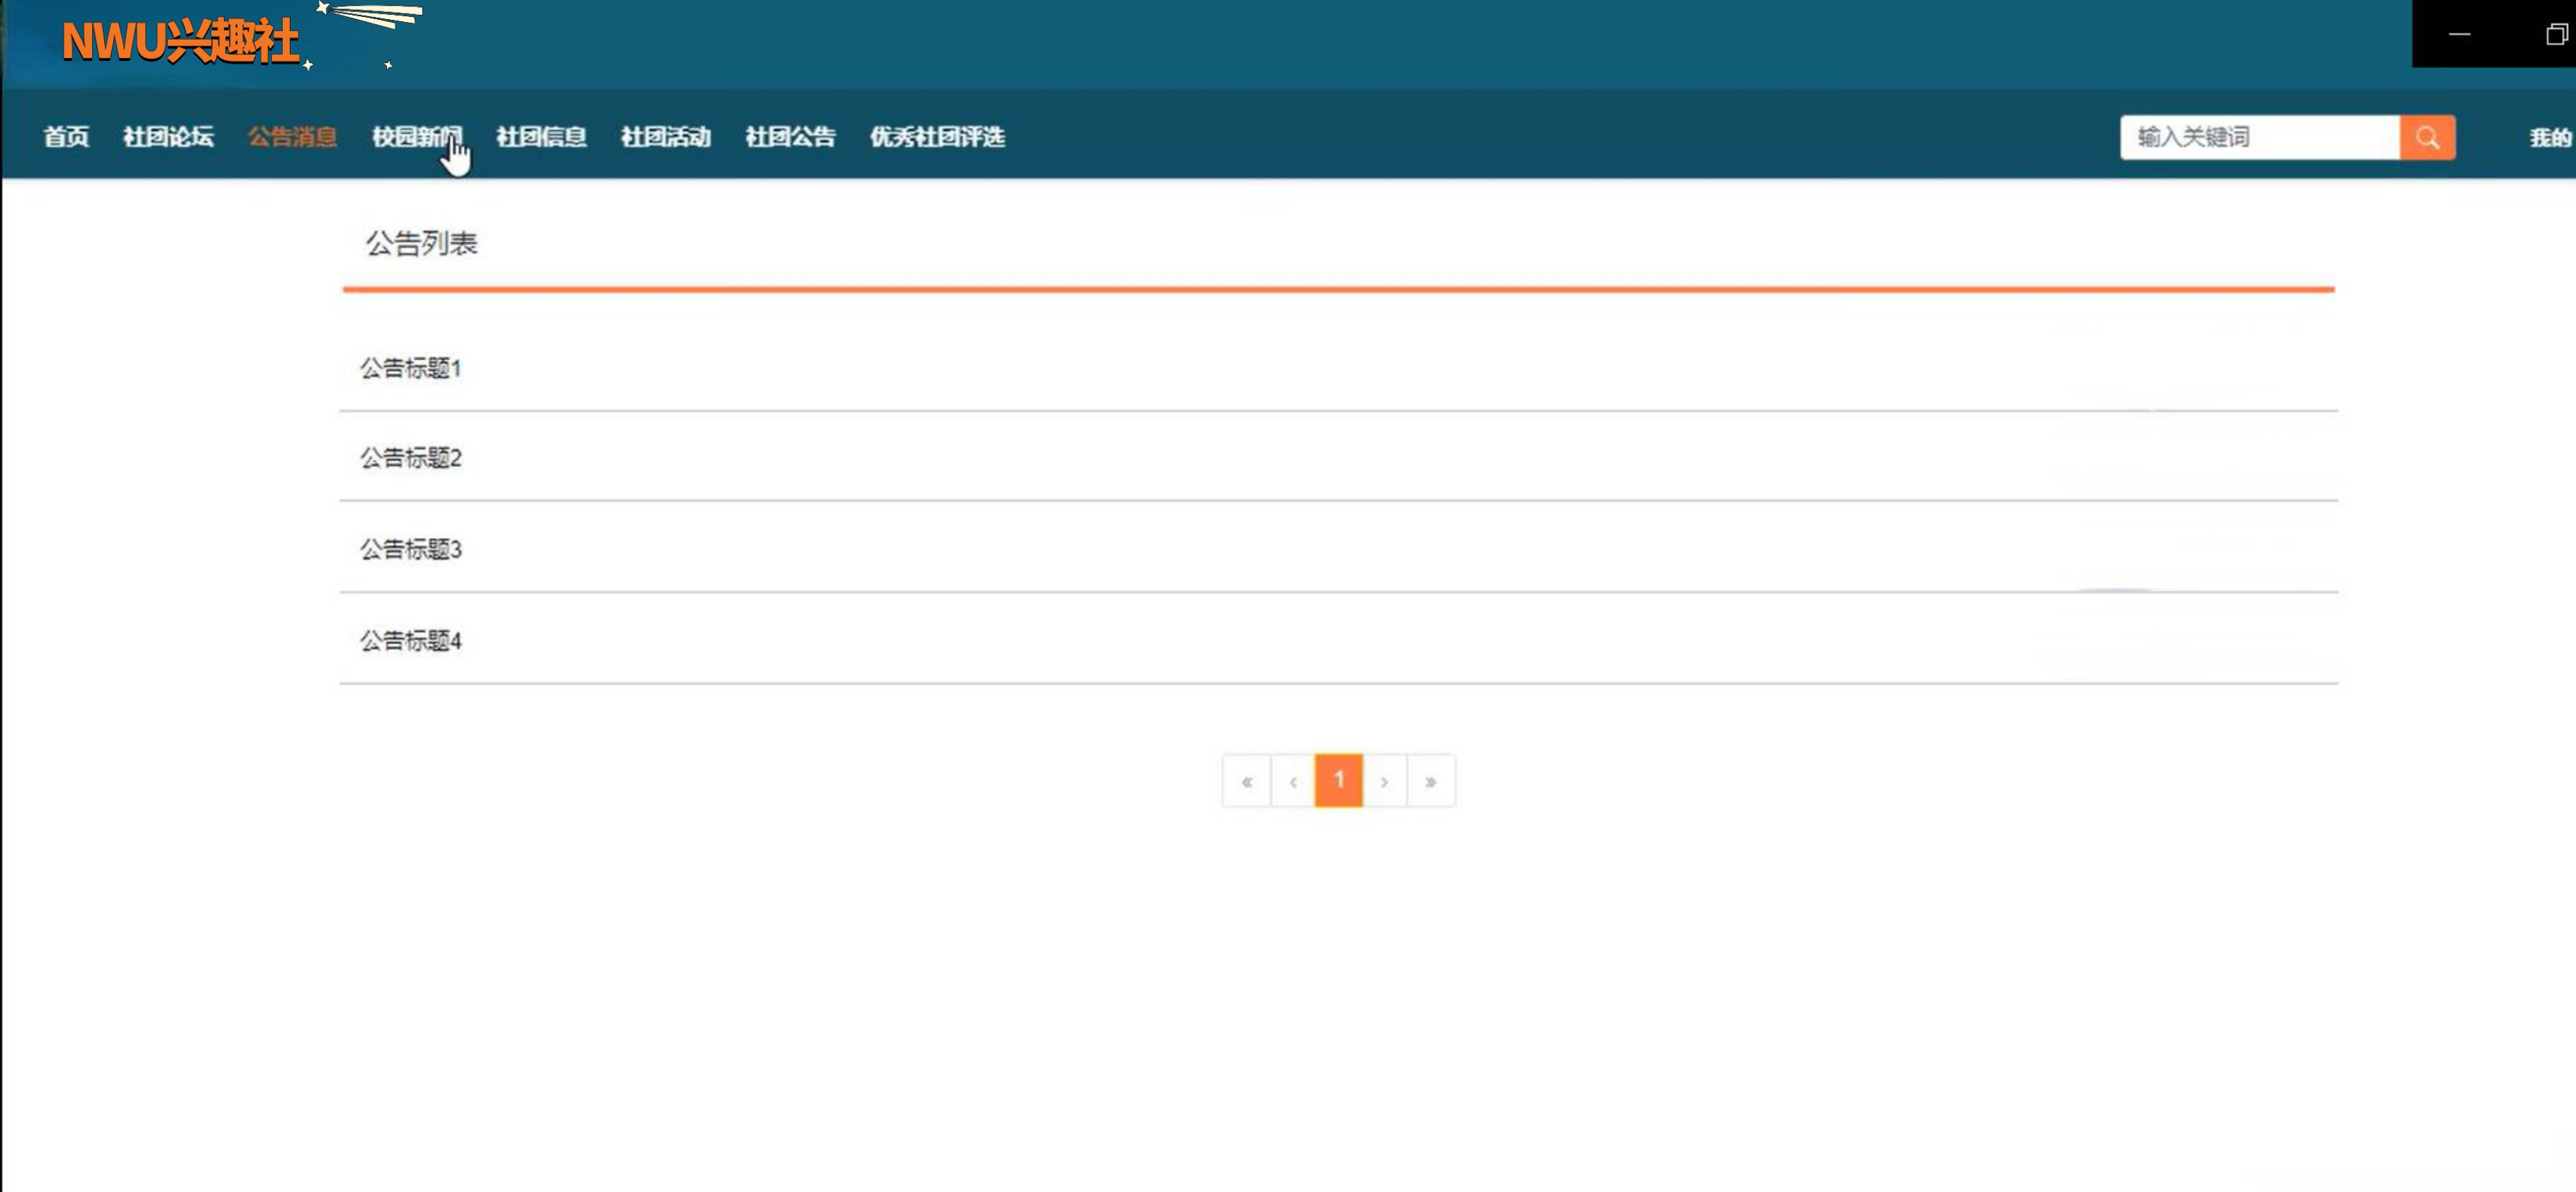 NWU兴趣社
首页 社团论坛 公告消息 校园新闻 社团信息 社团活动 社团公告 优秀社团评选 输入关键词 我的
公告列表
公告标题1
公告标题2
公告标题3
公告标题4
« ‹ 1 › »